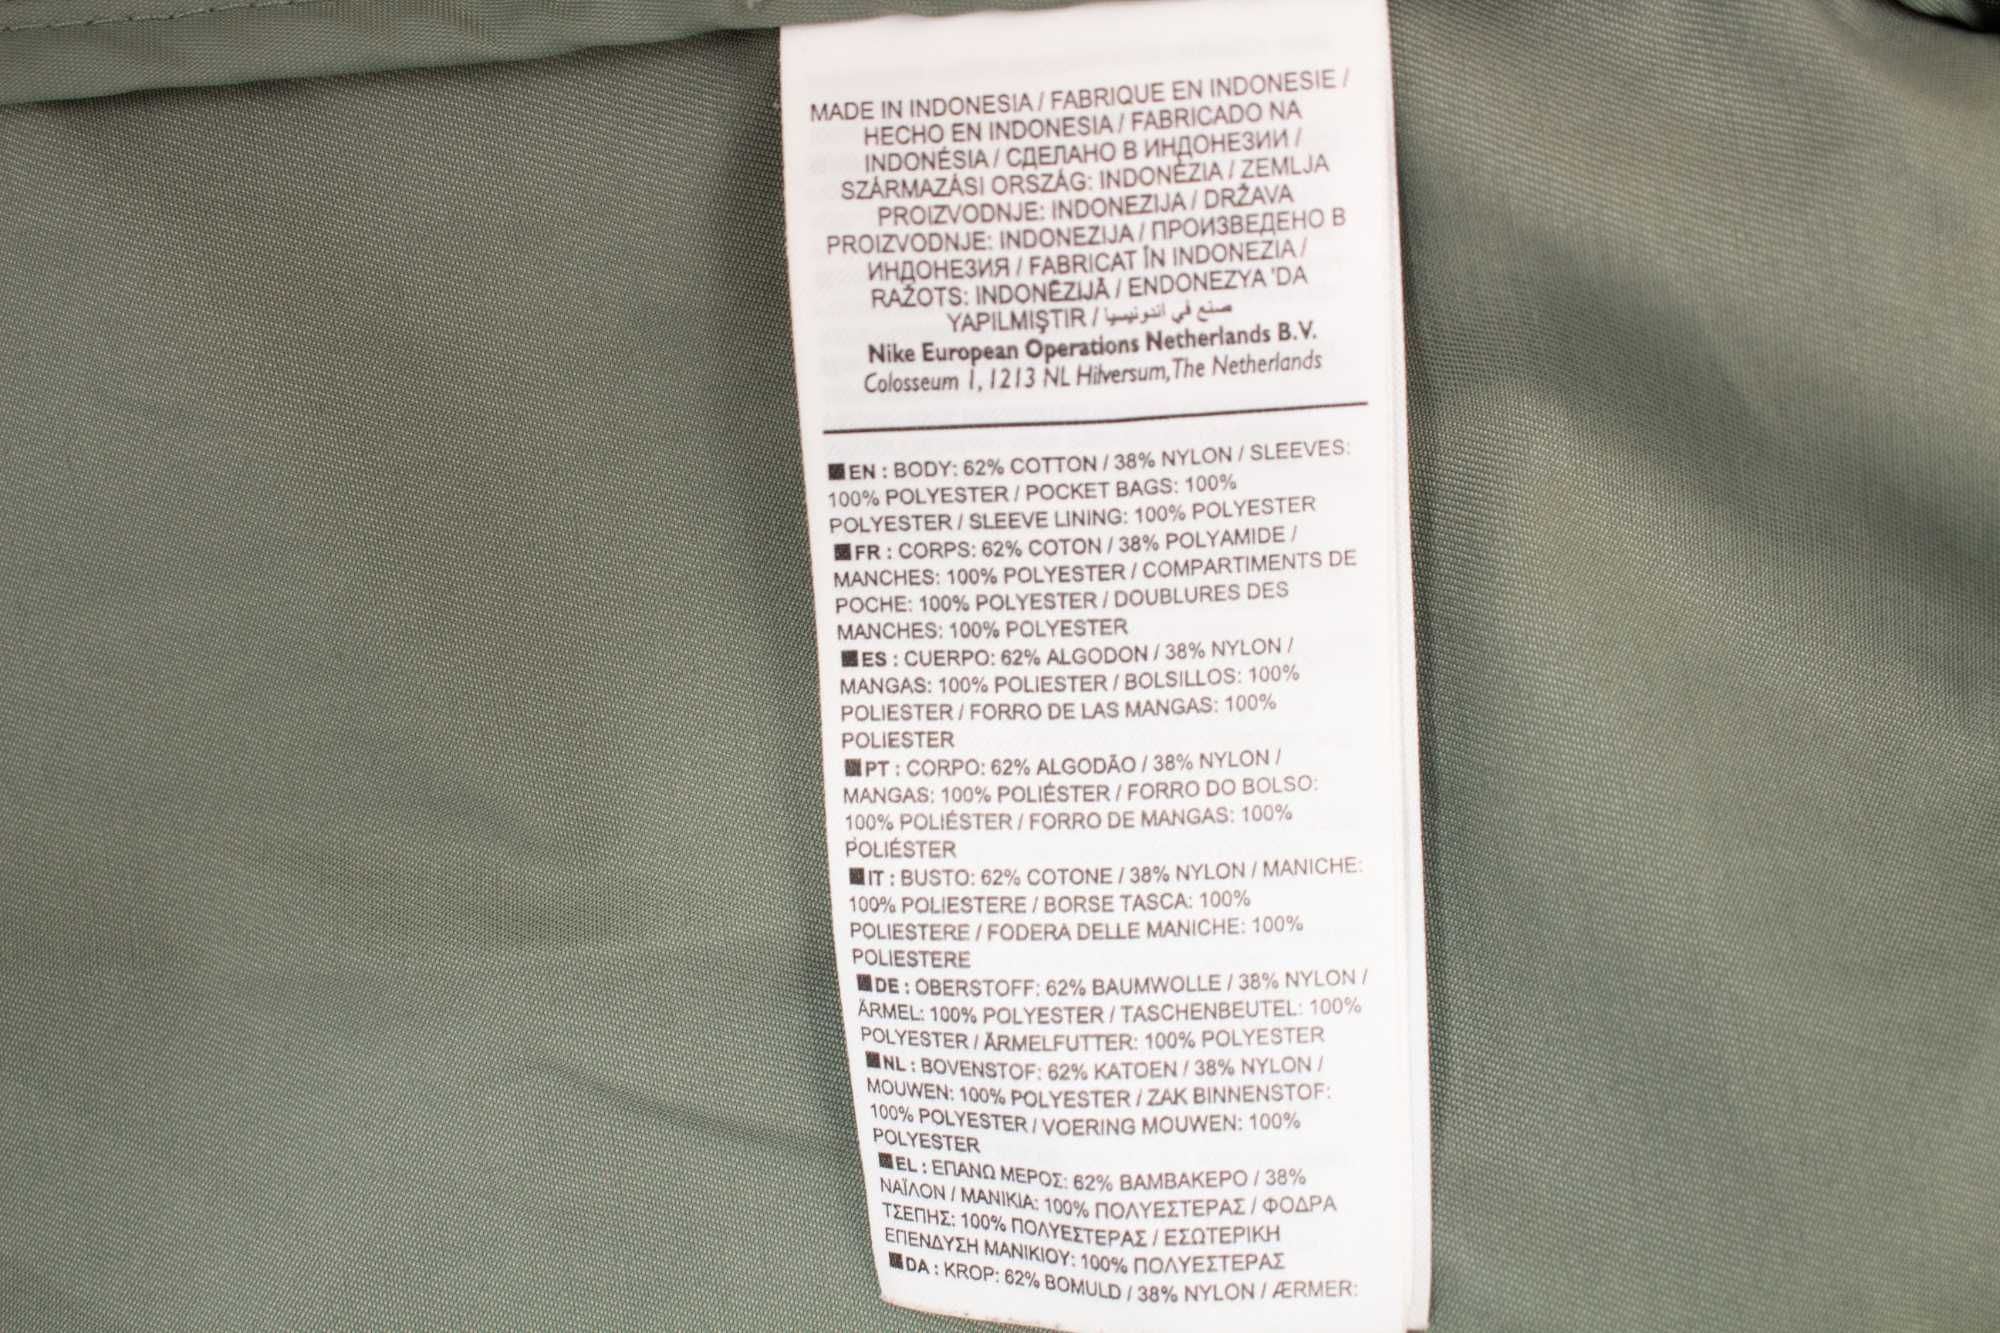 MADE IN INDONESIA / FABRIQUE EN INDONESIE /
HECHO EN INDONESIA / FABRICADO NA
INDONÉSIA / СДЕЛАНО В ИНДОНЕЗИИ /
SZÁRMAZÁSI ORSZÁG: INDONÉZIA / ZEMLJA
PROIZVODNJE: INDONEZIJA / DRŽAVA
PROIZVODNJE: INDONEZIJA / ПРОИЗВЕДЕНО В
ИНДОНЕЗИЯ / FABRICAT ÎN INDONEZIA /
RAŽOTS: INDONĒZIJĀ / ENDONEZYA 'DA
YAPILMIŞTIR / صنع في اندونيسيا
Nike European Operations Netherlands B.V.
Colosseum 1, 1213 NL Hilversum, The Netherlands
EN : BODY: 62% COTTON / 38% NYLON / SLEEVES:
100% POLYESTER / POCKET BAGS: 100%
POLYESTER / SLEEVE LINING: 100% POLYESTER
FR : CORPS: 62% COTON / 38% POLYAMIDE /
MANCHES: 100% POLYESTER / COMPARTIMENTS DE
POCHE: 100% POLYESTER / DOUBLURES DES
MANCHES: 100% POLYESTER
ES : CUERPO: 62% ALGODON / 38% NYLON /
MANGAS: 100% POLIESTER / BOLSILLOS: 100%
POLIESTER / FORRO DE LAS MANGAS: 100%
POLIESTER
PT : CORPO: 62% ALGODÃO / 38% NYLON /
MANGAS: 100% POLIÉSTER / FORRO DO BOLSO:
100% POLIÉSTER / FORRO DE MANGAS: 100%
POLIÉSTER
IT : BUSTO: 62% COTONE / 38% NYLON / MANICHE:
100% POLIESTERE / BORSE TASCA: 100%
POLIESTERE / FODERA DELLE MANICHE: 100%
POLIESTERE
DE : OBERSTOFF: 62% BAUMWOLLE / 38% NYLON /
ÄRMEL: 100% POLYESTER / TASCHENBEUTEL: 100%
POLYESTER / ÄRMELFUTTER: 100% POLYESTER
NL : BOVENSTOF: 62% KATOEN / 38% NYLON /
MOUWEN: 100% POLYESTER / ZAK BINNENSTOF:
100% POLYESTER / VOERING MOUWEN: 100%
POLYESTER
EL : ΕΠΑΝΩ ΜΕΡΟΣ: 62% ΒΑΜΒΑΚΕΡΟ / 38%
ΝΑΪΛΟΝ / ΜΑΝΙΚΙΑ: 100% ΠΟΛΥΕΣΤΕΡΑΣ / ΦΟΔΡΑ
ΤΣΕΠΗΣ: 100% ΠΟΛΥΕΣΤΕΡΑΣ / ΕΣΩΤΕΡΙΚΗ
ΕΠΕΝΔΥΣΗ ΜΑΝΙΚΙΟΥ: 100% ΠΟΛΥΕΣΤΕΡΑΣ
DA : KROP: 62% BOMULD / 38% NYLON / ÆRMER: